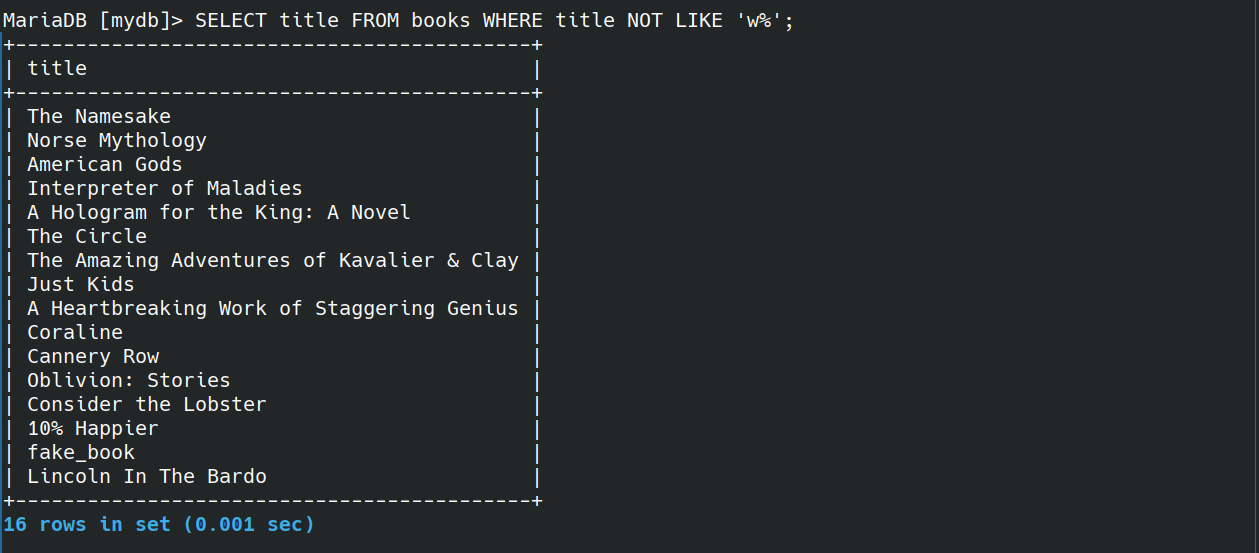 MariaDB [mydb]> SELECT title FROM books WHERE title NOT LIKE 'w%';
+-------------------------------------------+
| title                                     |
+-------------------------------------------+
| The Namesake                              |
| Norse Mythology                           |
| American Gods                             |
| Interpreter of Maladies                   |
| A Hologram for the King: A Novel          |
| The Circle                                |
| The Amazing Adventures of Kavalier & Clay |
| Just Kids                                 |
| A Heartbreaking Work of Staggering Genius |
| Coraline                                  |
| Cannery Row                               |
| Oblivion: Stories                         |
| Consider the Lobster                      |
| 10% Happier                               |
| fake_book                                 |
| Lincoln In The Bardo                      |
+-------------------------------------------+
16 rows in set (0.001 sec)